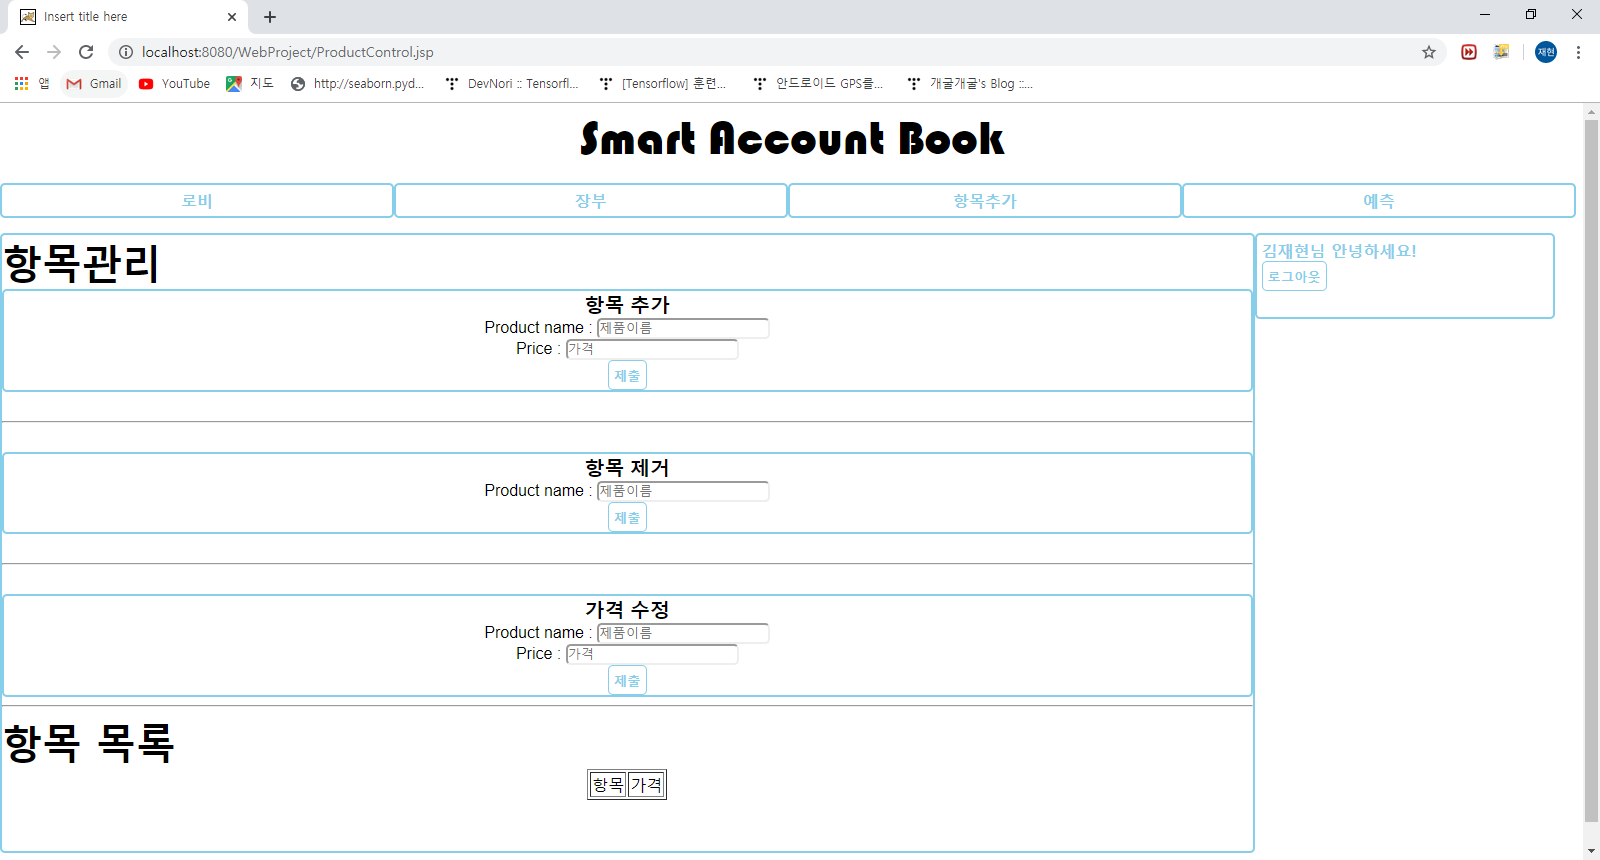 Insert title here
localhost:8080/WebProject/ProductControl.jsp
재현
앱 Gmail YouTube 지도 http://seaborn.pyd... DevNori :: Tensorfl... [Tensorflow] 훈련... 안드로이드 GPS를... 개굴개굴's Blog ::...
Smart Account Book
로비 장부 항목추가 예측
항목관리
김재현님 안녕하세요!
로그아웃
항목 추가
Product name : 제품이름
Price : 가격
제출
항목 제거
Product name : 제품이름
제출
가격 수정
Product name : 제품이름
Price : 가격
제출
항목 목록
항목 가격